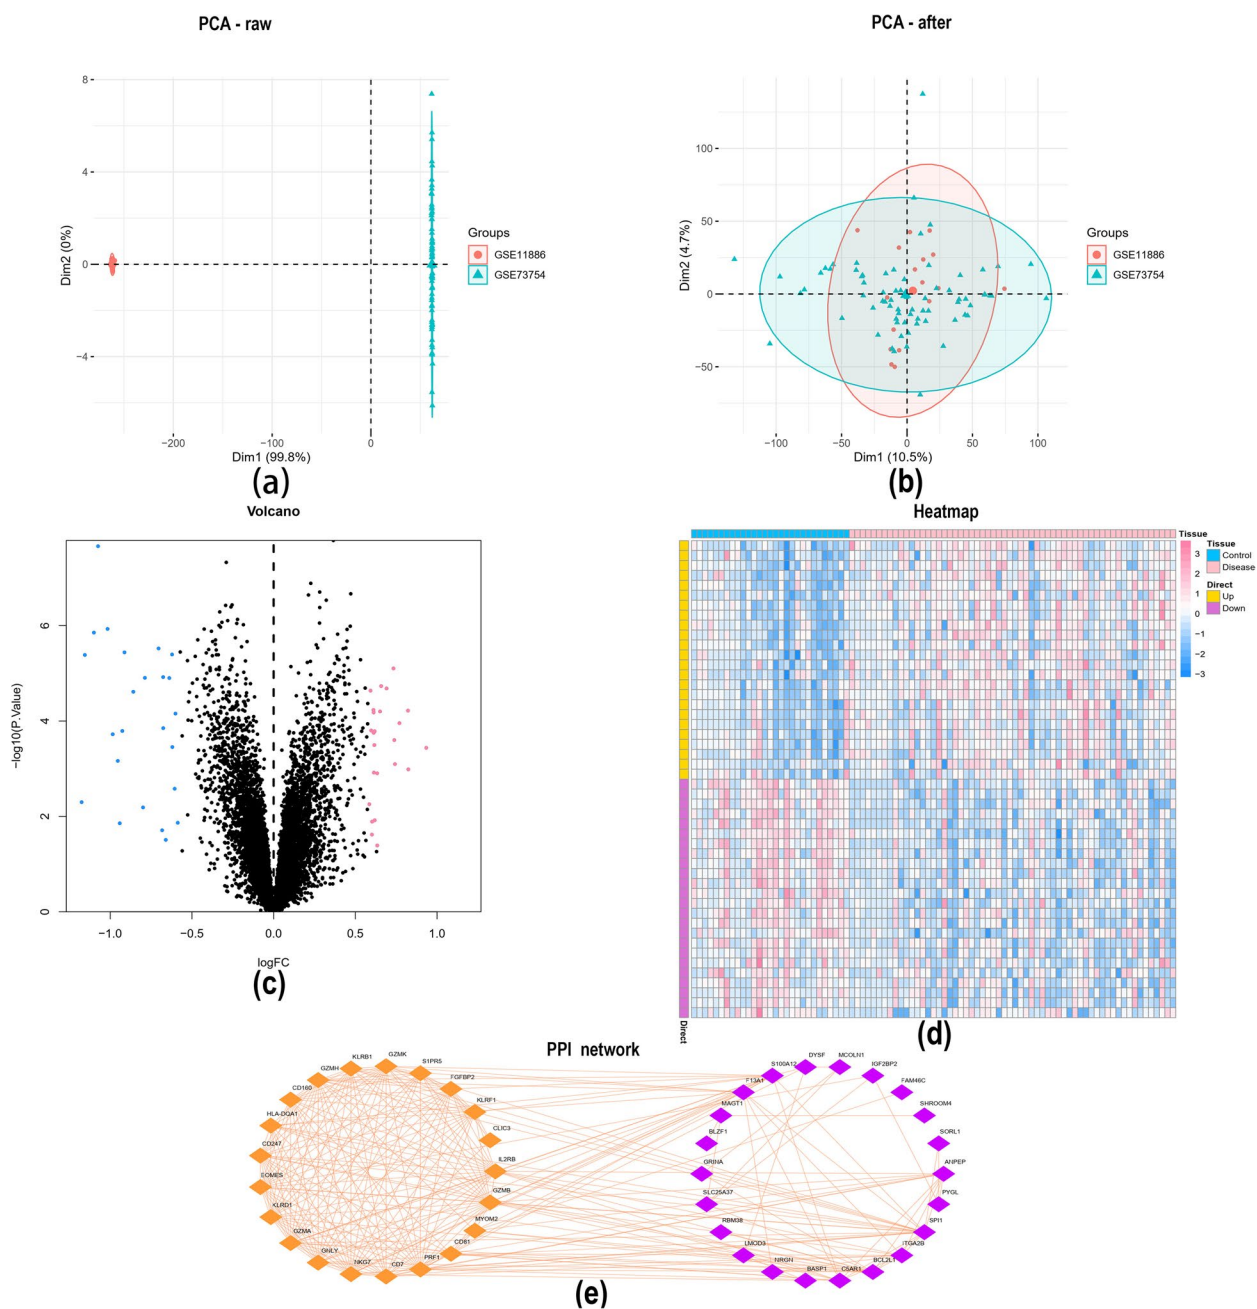 PCA - raw
8
4
0
−4
Dim2 (0%)
−200
−100
0
Dim1 (99.8%)
Groups
GSE11886
GSE73754
(a)
PCA - after
100
50
0
−50
Dim2 (4.7%)
−100
−50
0
50
100
Dim1 (10.5%)
Groups
GSE11886
GSE73754
(b)
Volcano
6
4
2
0
−log10(P.Value)
−1.0
−0.5
0.0
0.5
1.0
logFC
(c)
Heatmap
Tissue
3
2
1
0
−1
−2
−3
Tissue
Control
Disease
Direct
Up
Down
Direct
(d)
PPI network
KLRB1
GZMK
S1PR5
GZMH
FGFBP2
CD160
KLRF1
HLA-DQA1
CLIC3
CD247
IL2RB
EOMES
GZMB
KLRD1
MYOM2
GZMA
CD81
GNLY
PRF1
NKG7
CD7
DYSF
MCOLN1
S100A12
IGF2BP2
F13A1
FAM46C
MAGT1
SHROOM4
BLZF1
SORL1
GRINA
ANPEP
SLC25A37
PYGL
RBM38
SPI1
LMOD3
ITGA2B
NRGN
BCL2L1
BASP1
C5AR1
(e)